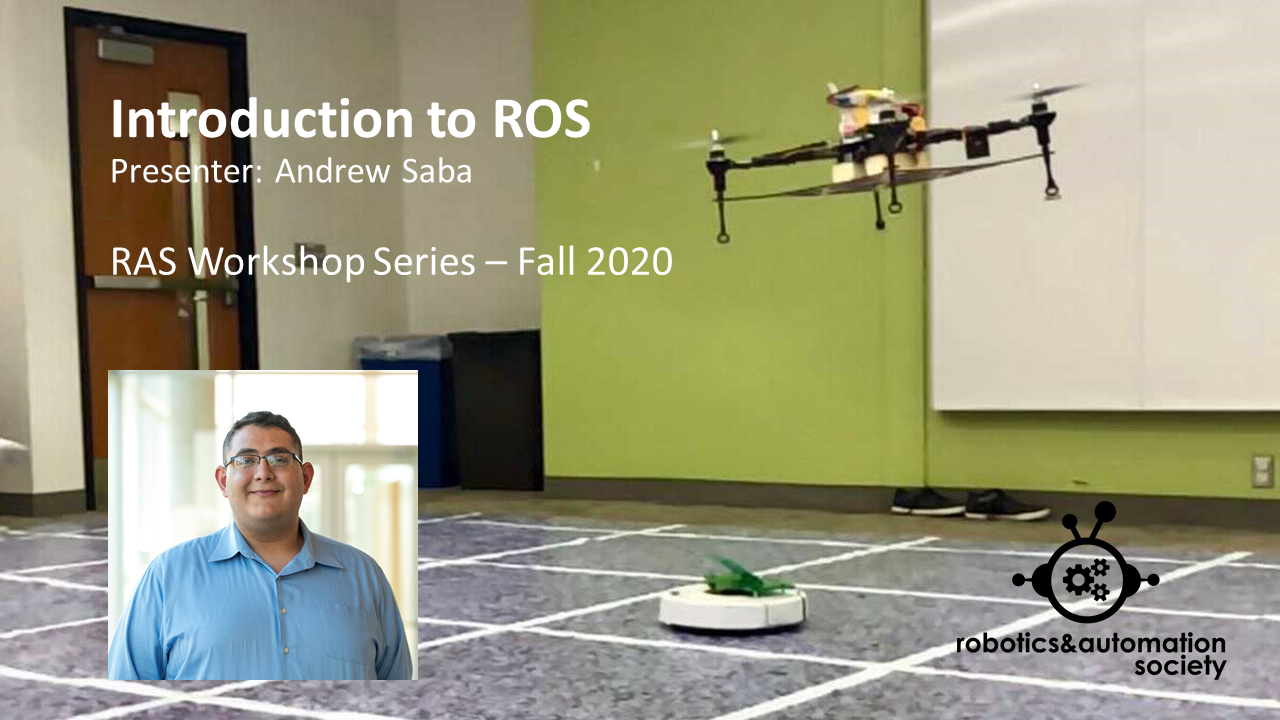 Introduction to ROS
Presenter: Andrew Saba
RAS Workshop Series – Fall 2020
robotics&automation
society